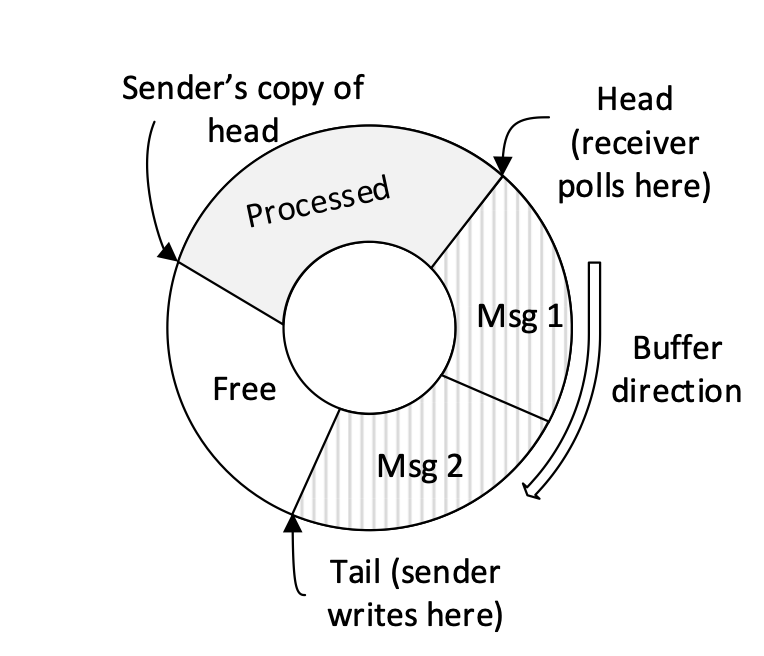 Sender’s copy of
head
Head
(receiver
polls here)
Processed
Msg 1
Buffer
direction
Free
Msg 2
Tail (sender
writes here)